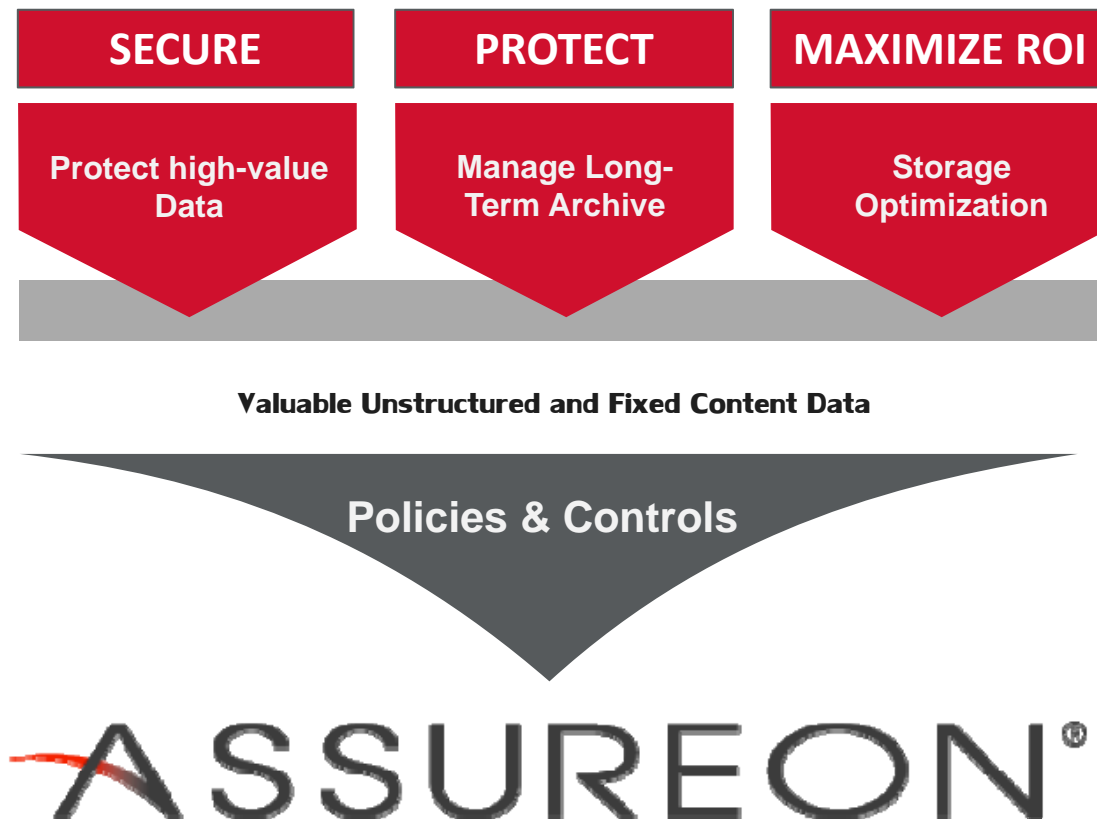 SECURE
PROTECT
MAXIMIZE ROI
Protect high-value
Data
Manage Long-
Term Archive
Storage
Optimization
Valuable Unstructured and Fixed Content Data
Policies & Controls
ASSUREON®